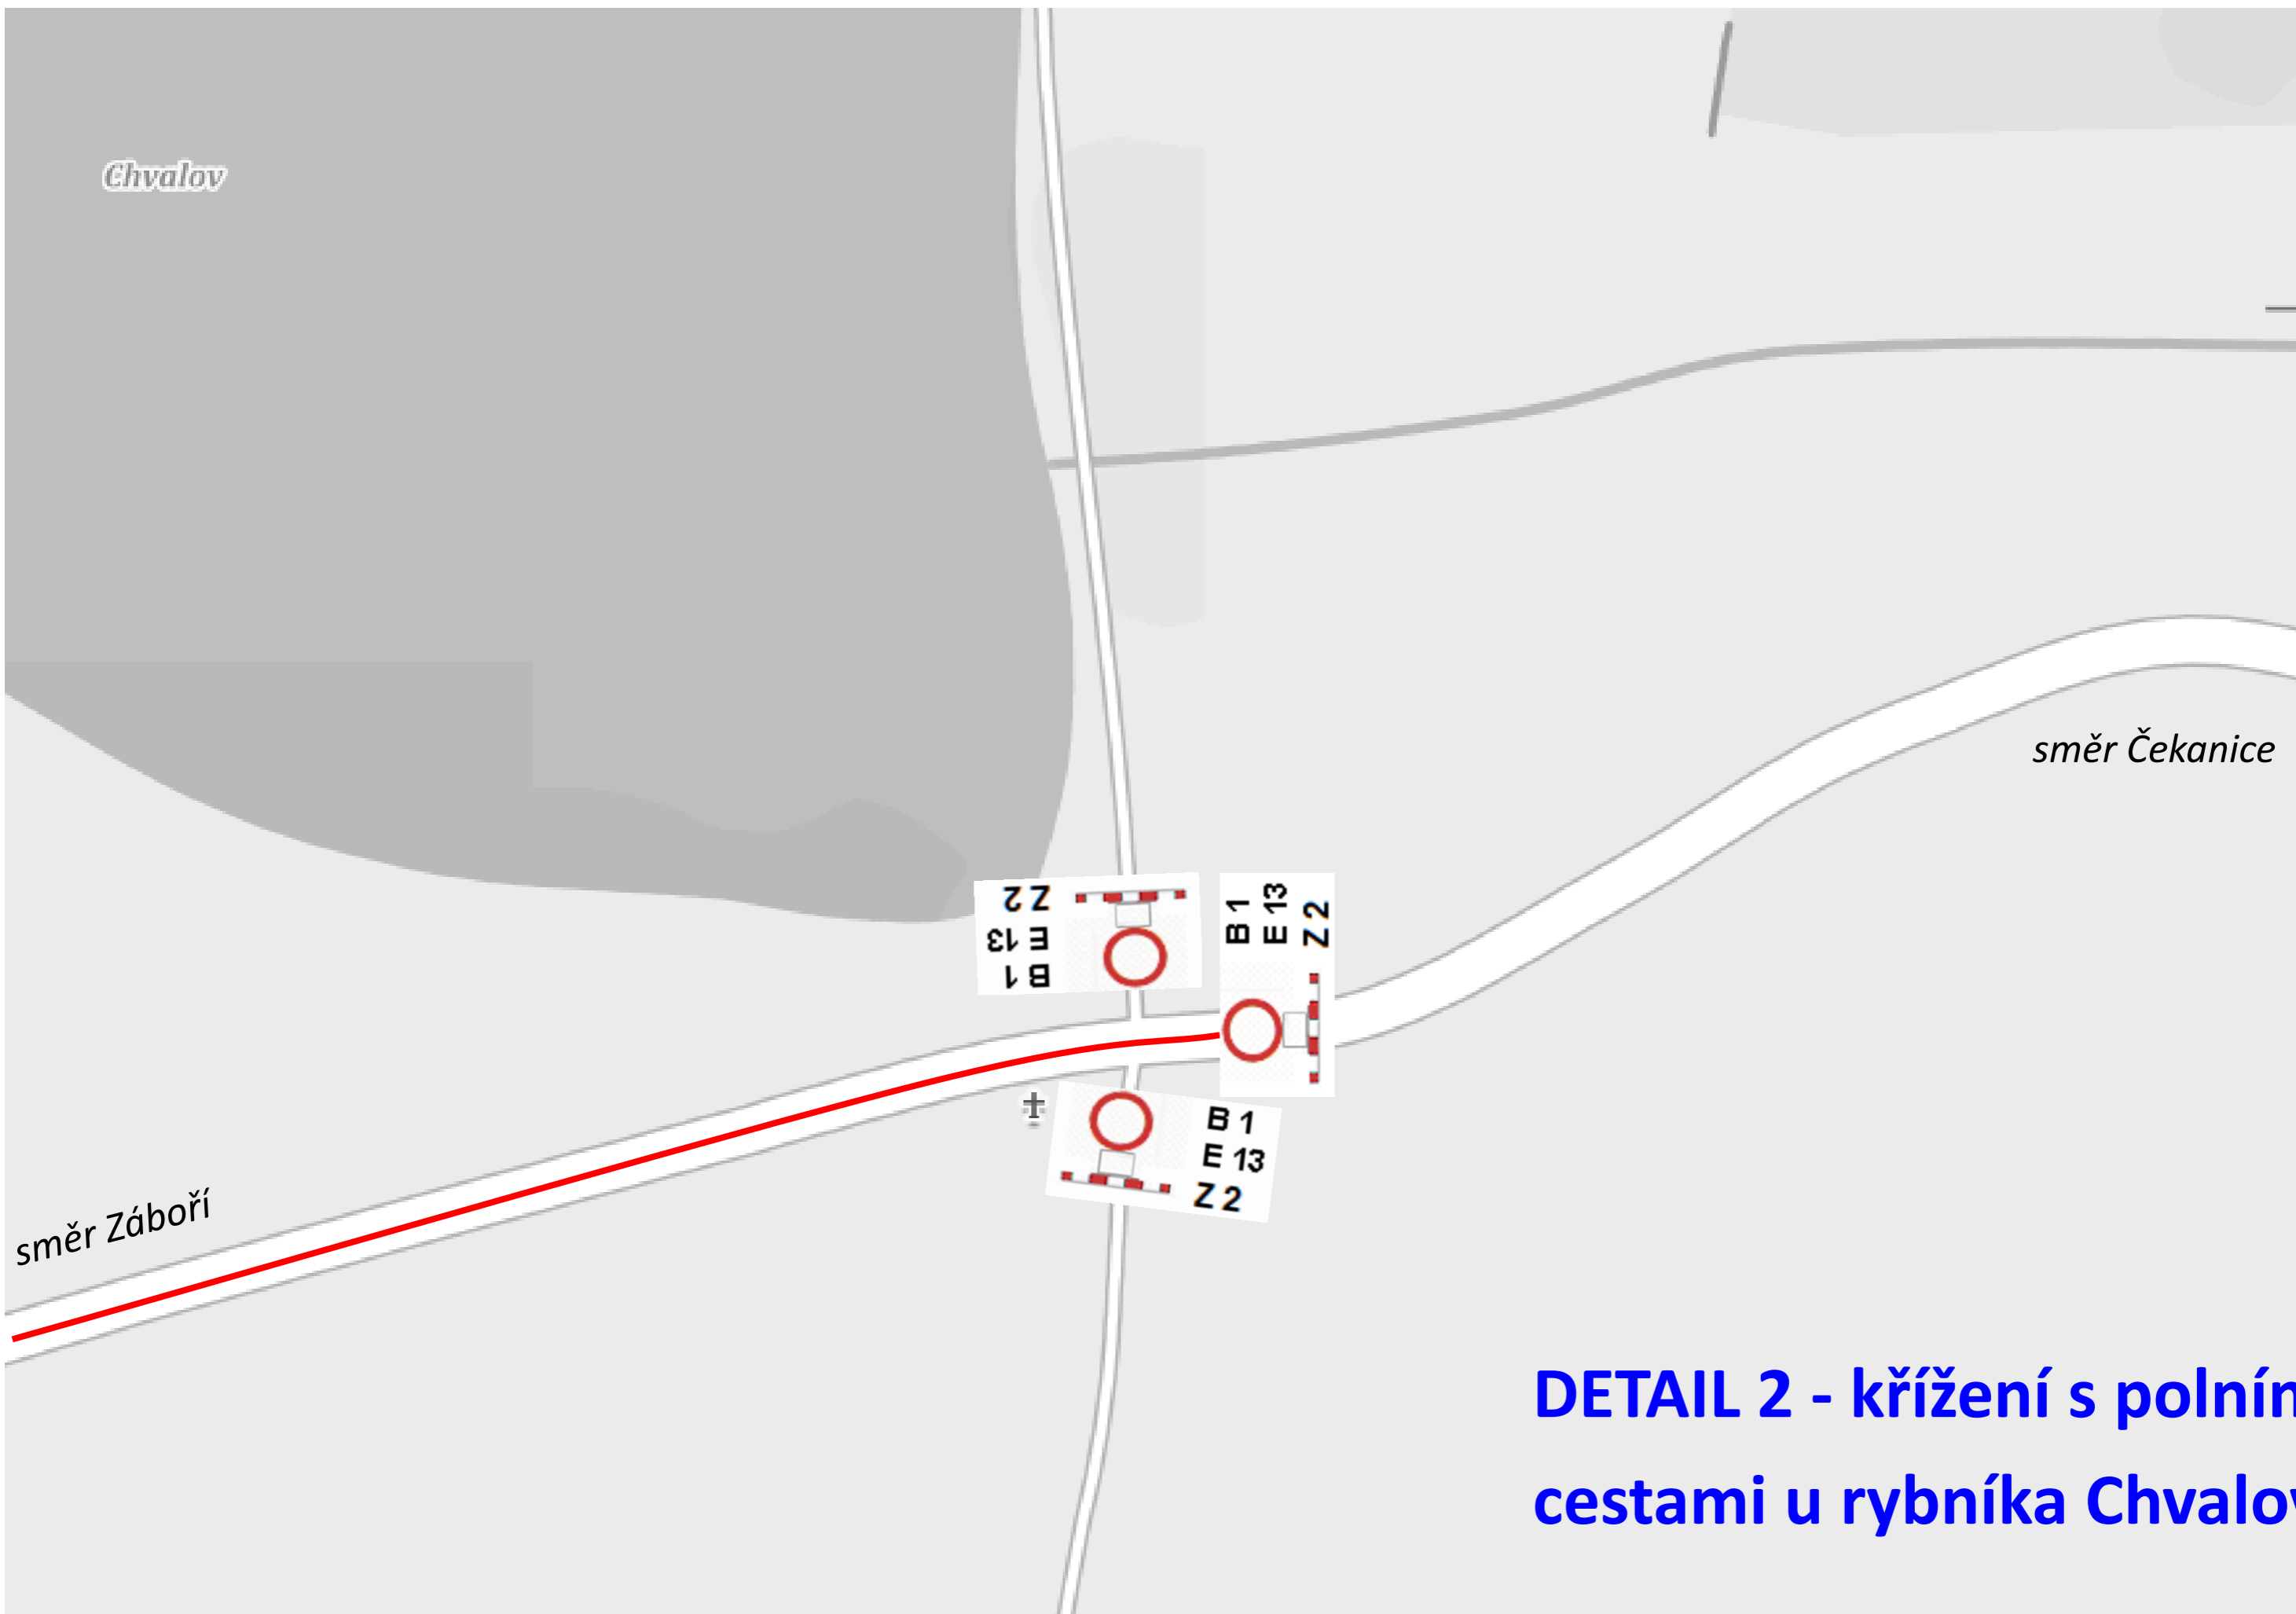 Chvalov
směr Čekanice
Z 2
E 13
B 1
B 1
E 13
Z 2
B 1
E 13
Z 2
směr Záboří
DETAIL 2 - křížení s polním
cestami u rybníka Chvalov